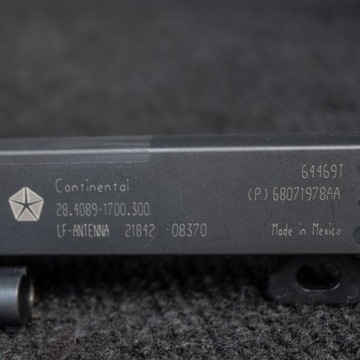 Continental
28.4089-1700.300
LF-ANTENNA 21842 -08370
64469T
(P)68071978AA
Made in Mexico